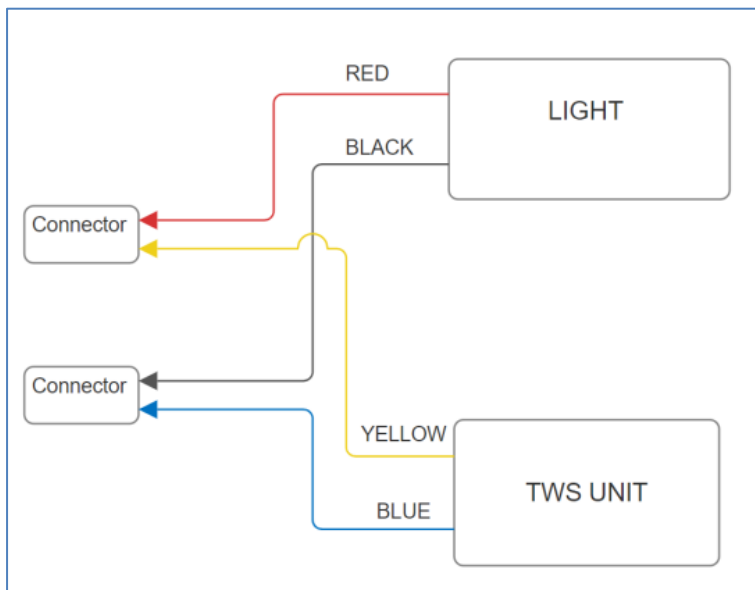 RED
LIGHT
BLACK
Connector
Connector
YELLOW
TWS UNIT
BLUE